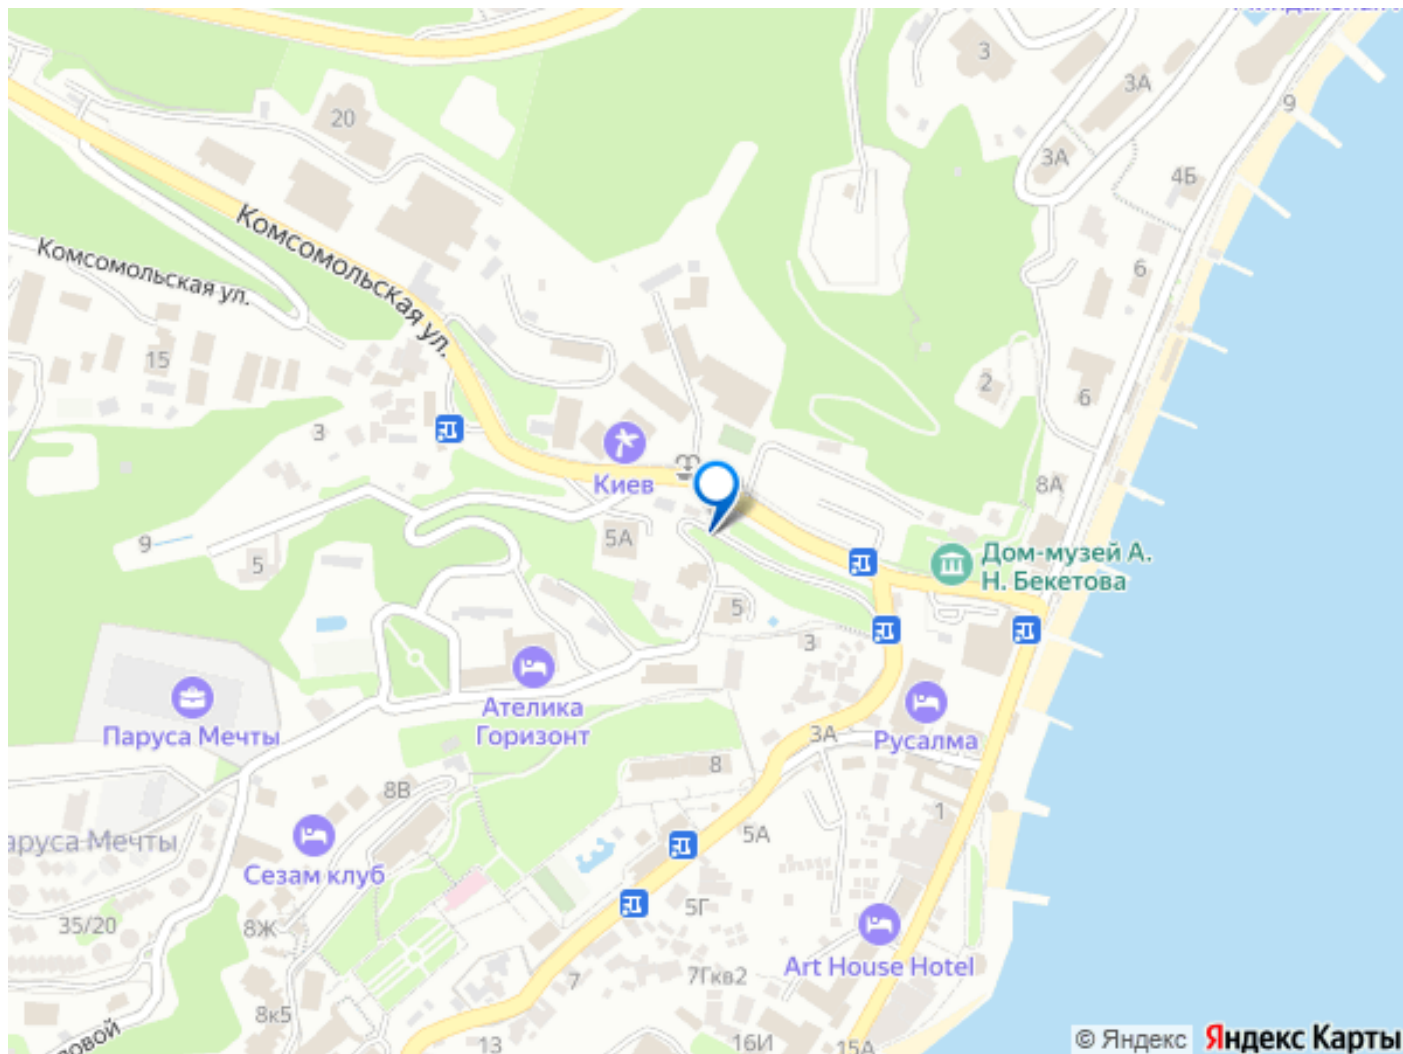 3
3А
9
20
3А
4Б
Комсомольская ул.
Комсомольская ул.
6
15
2
6
3
Киев
8А
9
5А
5
Дом-музей А.
Н. Бекетова
5
3
Ателика
Горизонт
Паруса Мечты
Русалма
3А
8
8В
1
5А
аруса Мечты
Сезам клуб
35/20
8Ж
5Г
Art House Hotel
7
7Гкв2
8к5
овой
13
16И
15А
© Яндекс
Яндекс Карты